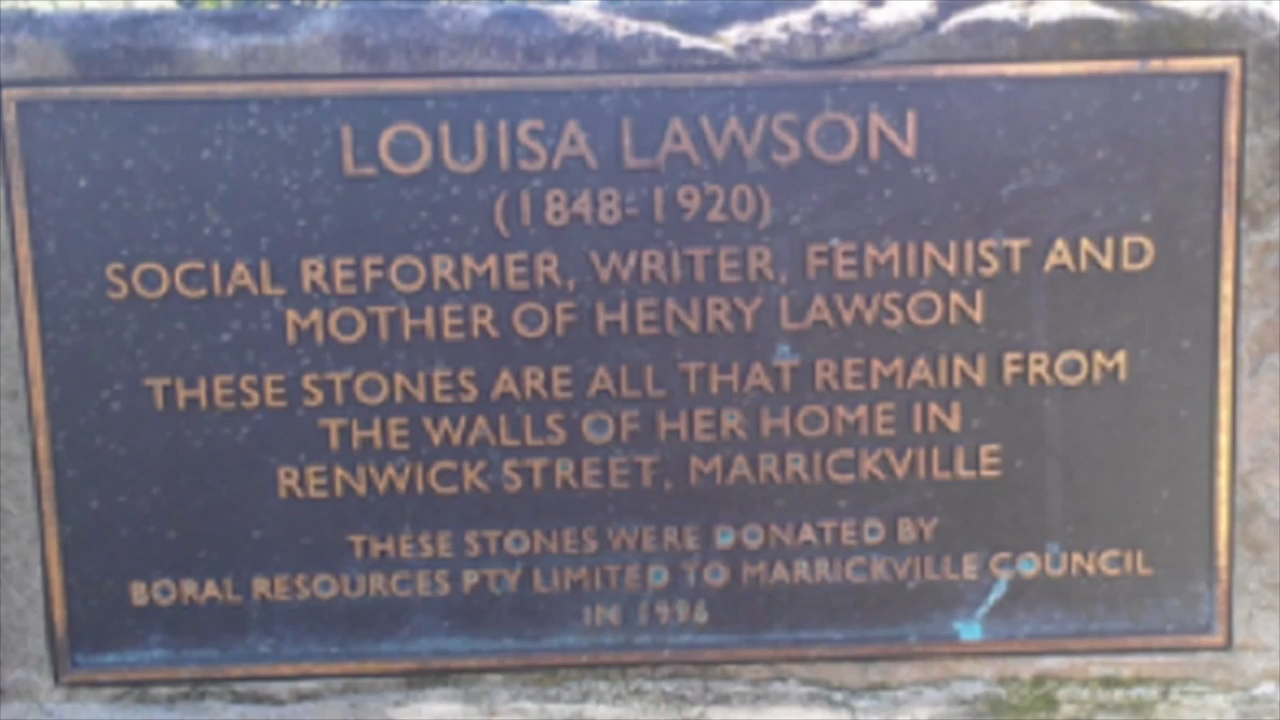 LOUISA LAWSON
(1848-1920)
SOCIAL REFORMER, WRITER, FEMINIST AND
MOTHER OF HENRY LAWSON
THESE STONES ARE ALL THAT REMAIN FROM
THE WALLS OF HER HOME IN
RENWICK STREET, MARRICKVILLE
THESE STONES WERE DONATED BY
BORAL RESOURCES PTY LIMITED TO MARRICKVILLE COUNCIL
IN